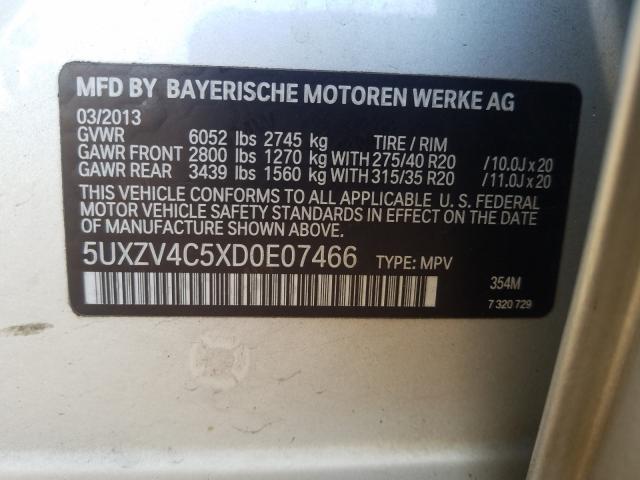 MFD BY BAYERISCHE MOTOREN WERKE AG
03/2013
GVWR 6052 lbs 2745 kg TIRE / RIM
GAWR FRONT 2800 lbs 1270 kg WITH 275/40 R20 /10.0J x 20
GAWR REAR 3439 lbs 1560 kg WITH 315/35 R20 /11.0J x 20
THIS VEHICLE CONFORMS TO ALL APPLICABLE U. S. FEDERAL
MOTOR VEHICLE SAFETY STANDARDS IN EFFECT ON THE DATE
OF MANUFACTURE SHOWN ABOVE.
5UXZV4C5XD0E07466 TYPE: MPV
354M
7 320 729